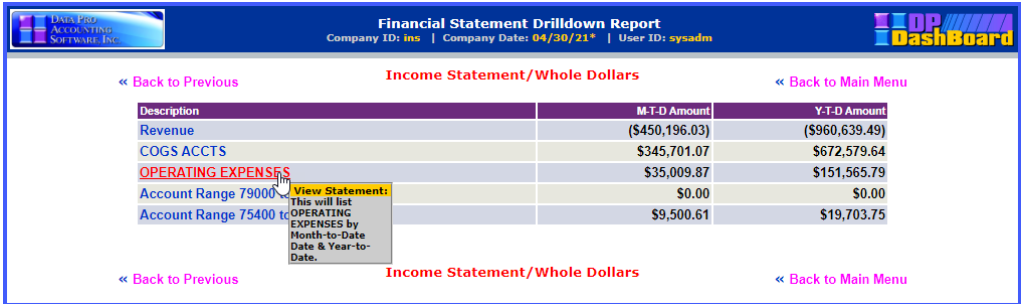 DATA PRO
ACCOUNTING
SOFTWARE, INC.
Financial Statement Drilldown Report
Company ID: ins | Company Date: 04/30/21* | User ID: sysadm
DP
DashBoard
« Back to Previous
Income Statement/Whole Dollars
« Back to Main Menu
Description M-T-D Amount Y-T-D Amount
Revenue ($450,196.03) ($960,639.49)
COGS ACCTS $345,701.07 $672,579.64
OPERATING EXPENSES $35,009.87 $151,565.79
Account Range 79000 to $0.00 $0.00
Account Range 75400 to $9,500.61 $19,703.75
View Statement:
This will list
OPERATING
EXPENSES by
Month-to-Date
Date & Year-to-
Date.
« Back to Previous
Income Statement/Whole Dollars
« Back to Main Menu